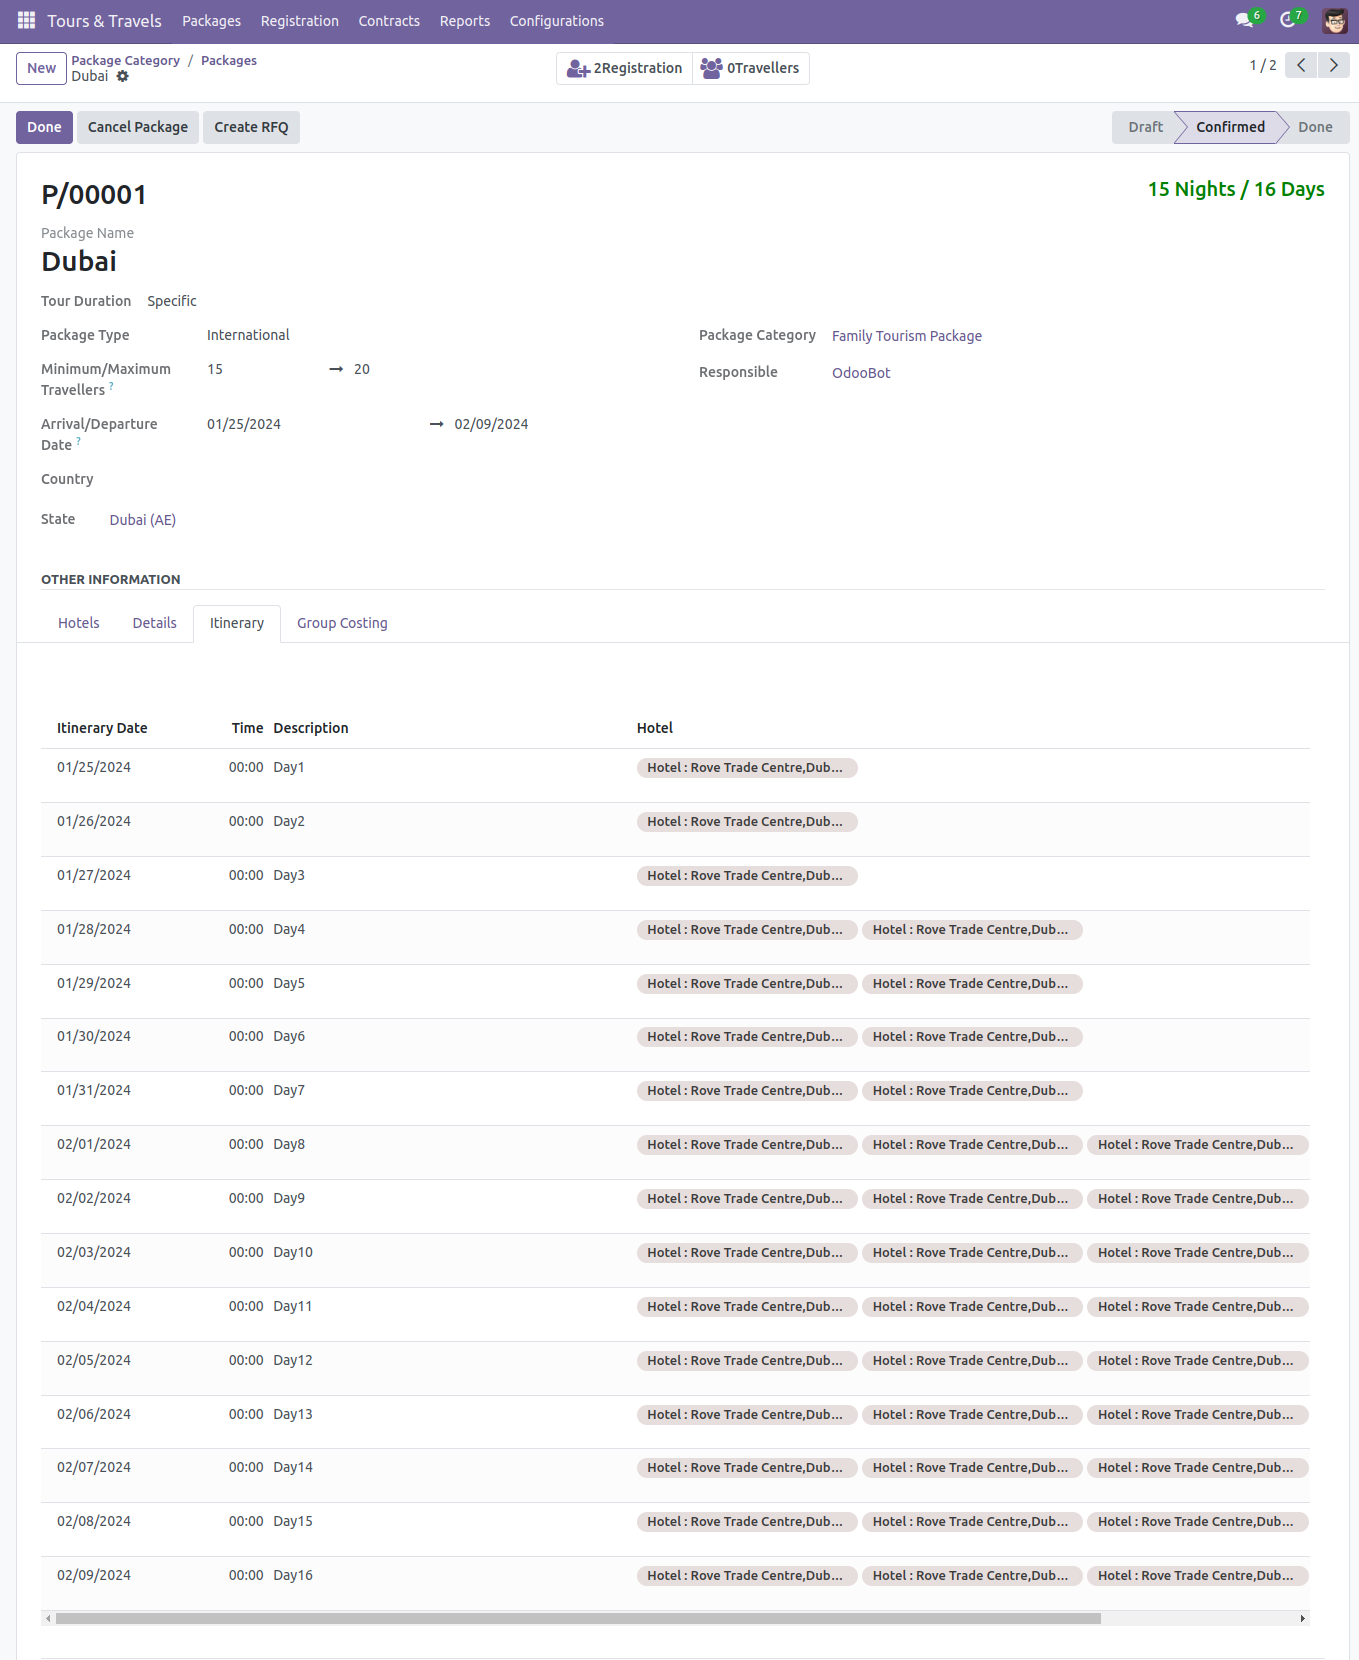 Tours & Travels Packages Registration Contracts Reports Configurations 6 7
New Package Category / Packages
Dubai
2Registration 0Travellers
1 / 2
Done Cancel Package Create RFQ Draft Confirmed Done
P/00001
15 Nights / 16 Days
Package Name
Dubai
Tour Duration Specific
Package Type International
Package Category Family Tourism Package
Minimum/Maximum Travellers ? 15 → 20
Responsible OdooBot
Arrival/Departure Date ? 01/25/2024 → 02/09/2024
Country
State Dubai (AE)
OTHER INFORMATION
Hotels Details Itinerary Group Costing
Itinerary Date Time Description Hotel
01/25/2024 00:00 Day1 Hotel : Rove Trade Centre,Dub...
01/26/2024 00:00 Day2 Hotel : Rove Trade Centre,Dub...
01/27/2024 00:00 Day3 Hotel : Rove Trade Centre,Dub...
01/28/2024 00:00 Day4 Hotel : Rove Trade Centre,Dub... Hotel : Rove Trade Centre,Dub...
01/29/2024 00:00 Day5 Hotel : Rove Trade Centre,Dub... Hotel : Rove Trade Centre,Dub...
01/30/2024 00:00 Day6 Hotel : Rove Trade Centre,Dub... Hotel : Rove Trade Centre,Dub...
01/31/2024 00:00 Day7 Hotel : Rove Trade Centre,Dub... Hotel : Rove Trade Centre,Dub...
02/01/2024 00:00 Day8 Hotel : Rove Trade Centre,Dub... Hotel : Rove Trade Centre,Dub... Hotel : Rove Trade Centre,Dub...
02/02/2024 00:00 Day9 Hotel : Rove Trade Centre,Dub... Hotel : Rove Trade Centre,Dub... Hotel : Rove Trade Centre,Dub...
02/03/2024 00:00 Day10 Hotel : Rove Trade Centre,Dub... Hotel : Rove Trade Centre,Dub... Hotel : Rove Trade Centre,Dub...
02/04/2024 00:00 Day11 Hotel : Rove Trade Centre,Dub... Hotel : Rove Trade Centre,Dub... Hotel : Rove Trade Centre,Dub...
02/05/2024 00:00 Day12 Hotel : Rove Trade Centre,Dub... Hotel : Rove Trade Centre,Dub... Hotel : Rove Trade Centre,Dub...
02/06/2024 00:00 Day13 Hotel : Rove Trade Centre,Dub... Hotel : Rove Trade Centre,Dub... Hotel : Rove Trade Centre,Dub...
02/07/2024 00:00 Day14 Hotel : Rove Trade Centre,Dub... Hotel : Rove Trade Centre,Dub... Hotel : Rove Trade Centre,Dub...
02/08/2024 00:00 Day15 Hotel : Rove Trade Centre,Dub... Hotel : Rove Trade Centre,Dub... Hotel : Rove Trade Centre,Dub...
02/09/2024 00:00 Day16 Hotel : Rove Trade Centre,Dub... Hotel : Rove Trade Centre,Dub... Hotel : Rove Trade Centre,Dub...